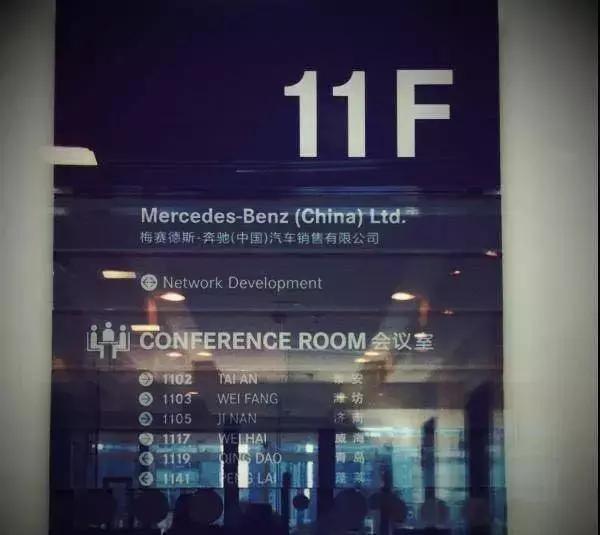 11F
Mercedes-Benz (China) Ltd.
梅赛德斯-奔驰(中国)汽车销售有限公司
Network Development
CONFERENCE ROOM 会议室
1102 TAI AN 泰安
1103 WEI FANG 潍坊
1105 JI NAN 济南
1117 WEI HAI 威海
1119 QING DAO 青岛
1141 PENG LAI 蓬莱